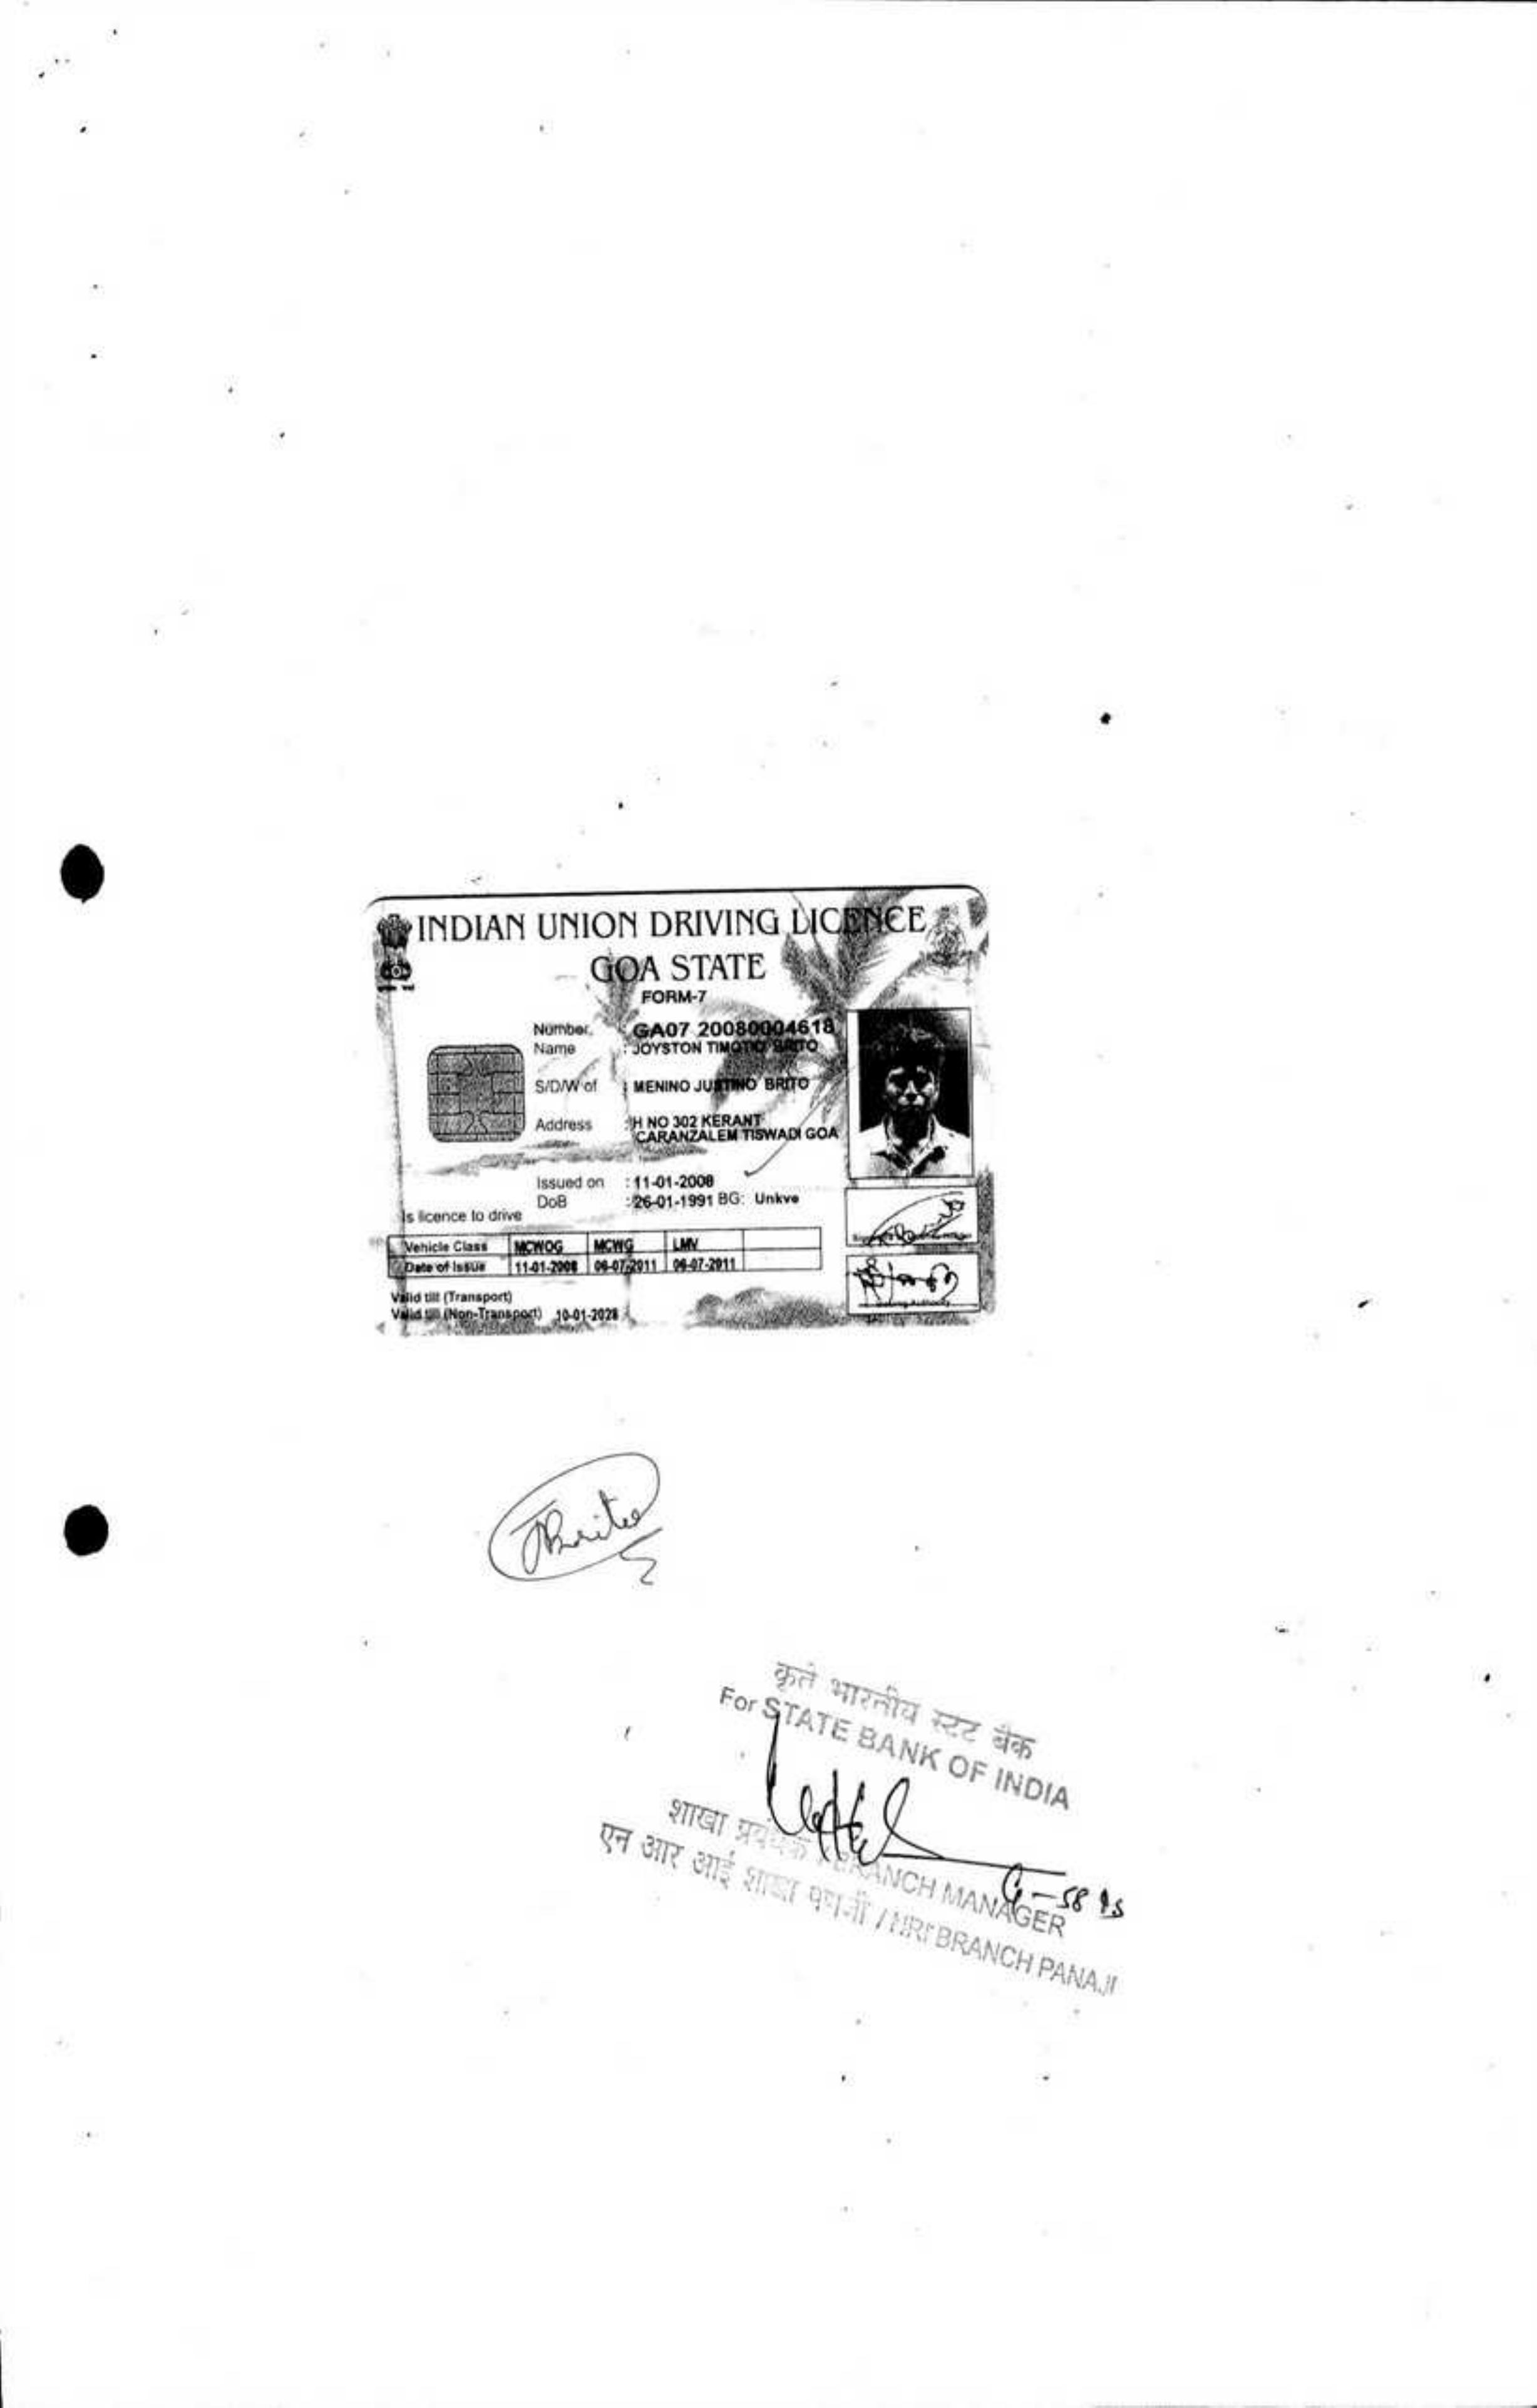 INDIAN UNION DRIVING LICENCE
GOA STATE
FORM-7
Number. : GA07 20080004618
Name : JOYSTON TIMOTIO BRITO
S/D/W of : MENINO JUSTINO BRITO
Address : H NO 302 KERANT
CARANZALEM TISWADI GOA
Issued on : 11-01-2008
DoB : 26-01-1991 BG: Unkve
Is licence to drive
Vehicle Class MCWOG MCWG LMV
Date of Issue 11-01-2008 06-07-2011 06-07-2011
Valid till (Transport)
Valid till (Non-Transport) 10-01-2028
JBrito
कृते भारतीय स्टट बैंक
For STATE BANK OF INDIA
शाखा प्रबंधक / BRANCH MANAGER
एन आर आई शाखा पणजी / NRI BRANCH PANAJI